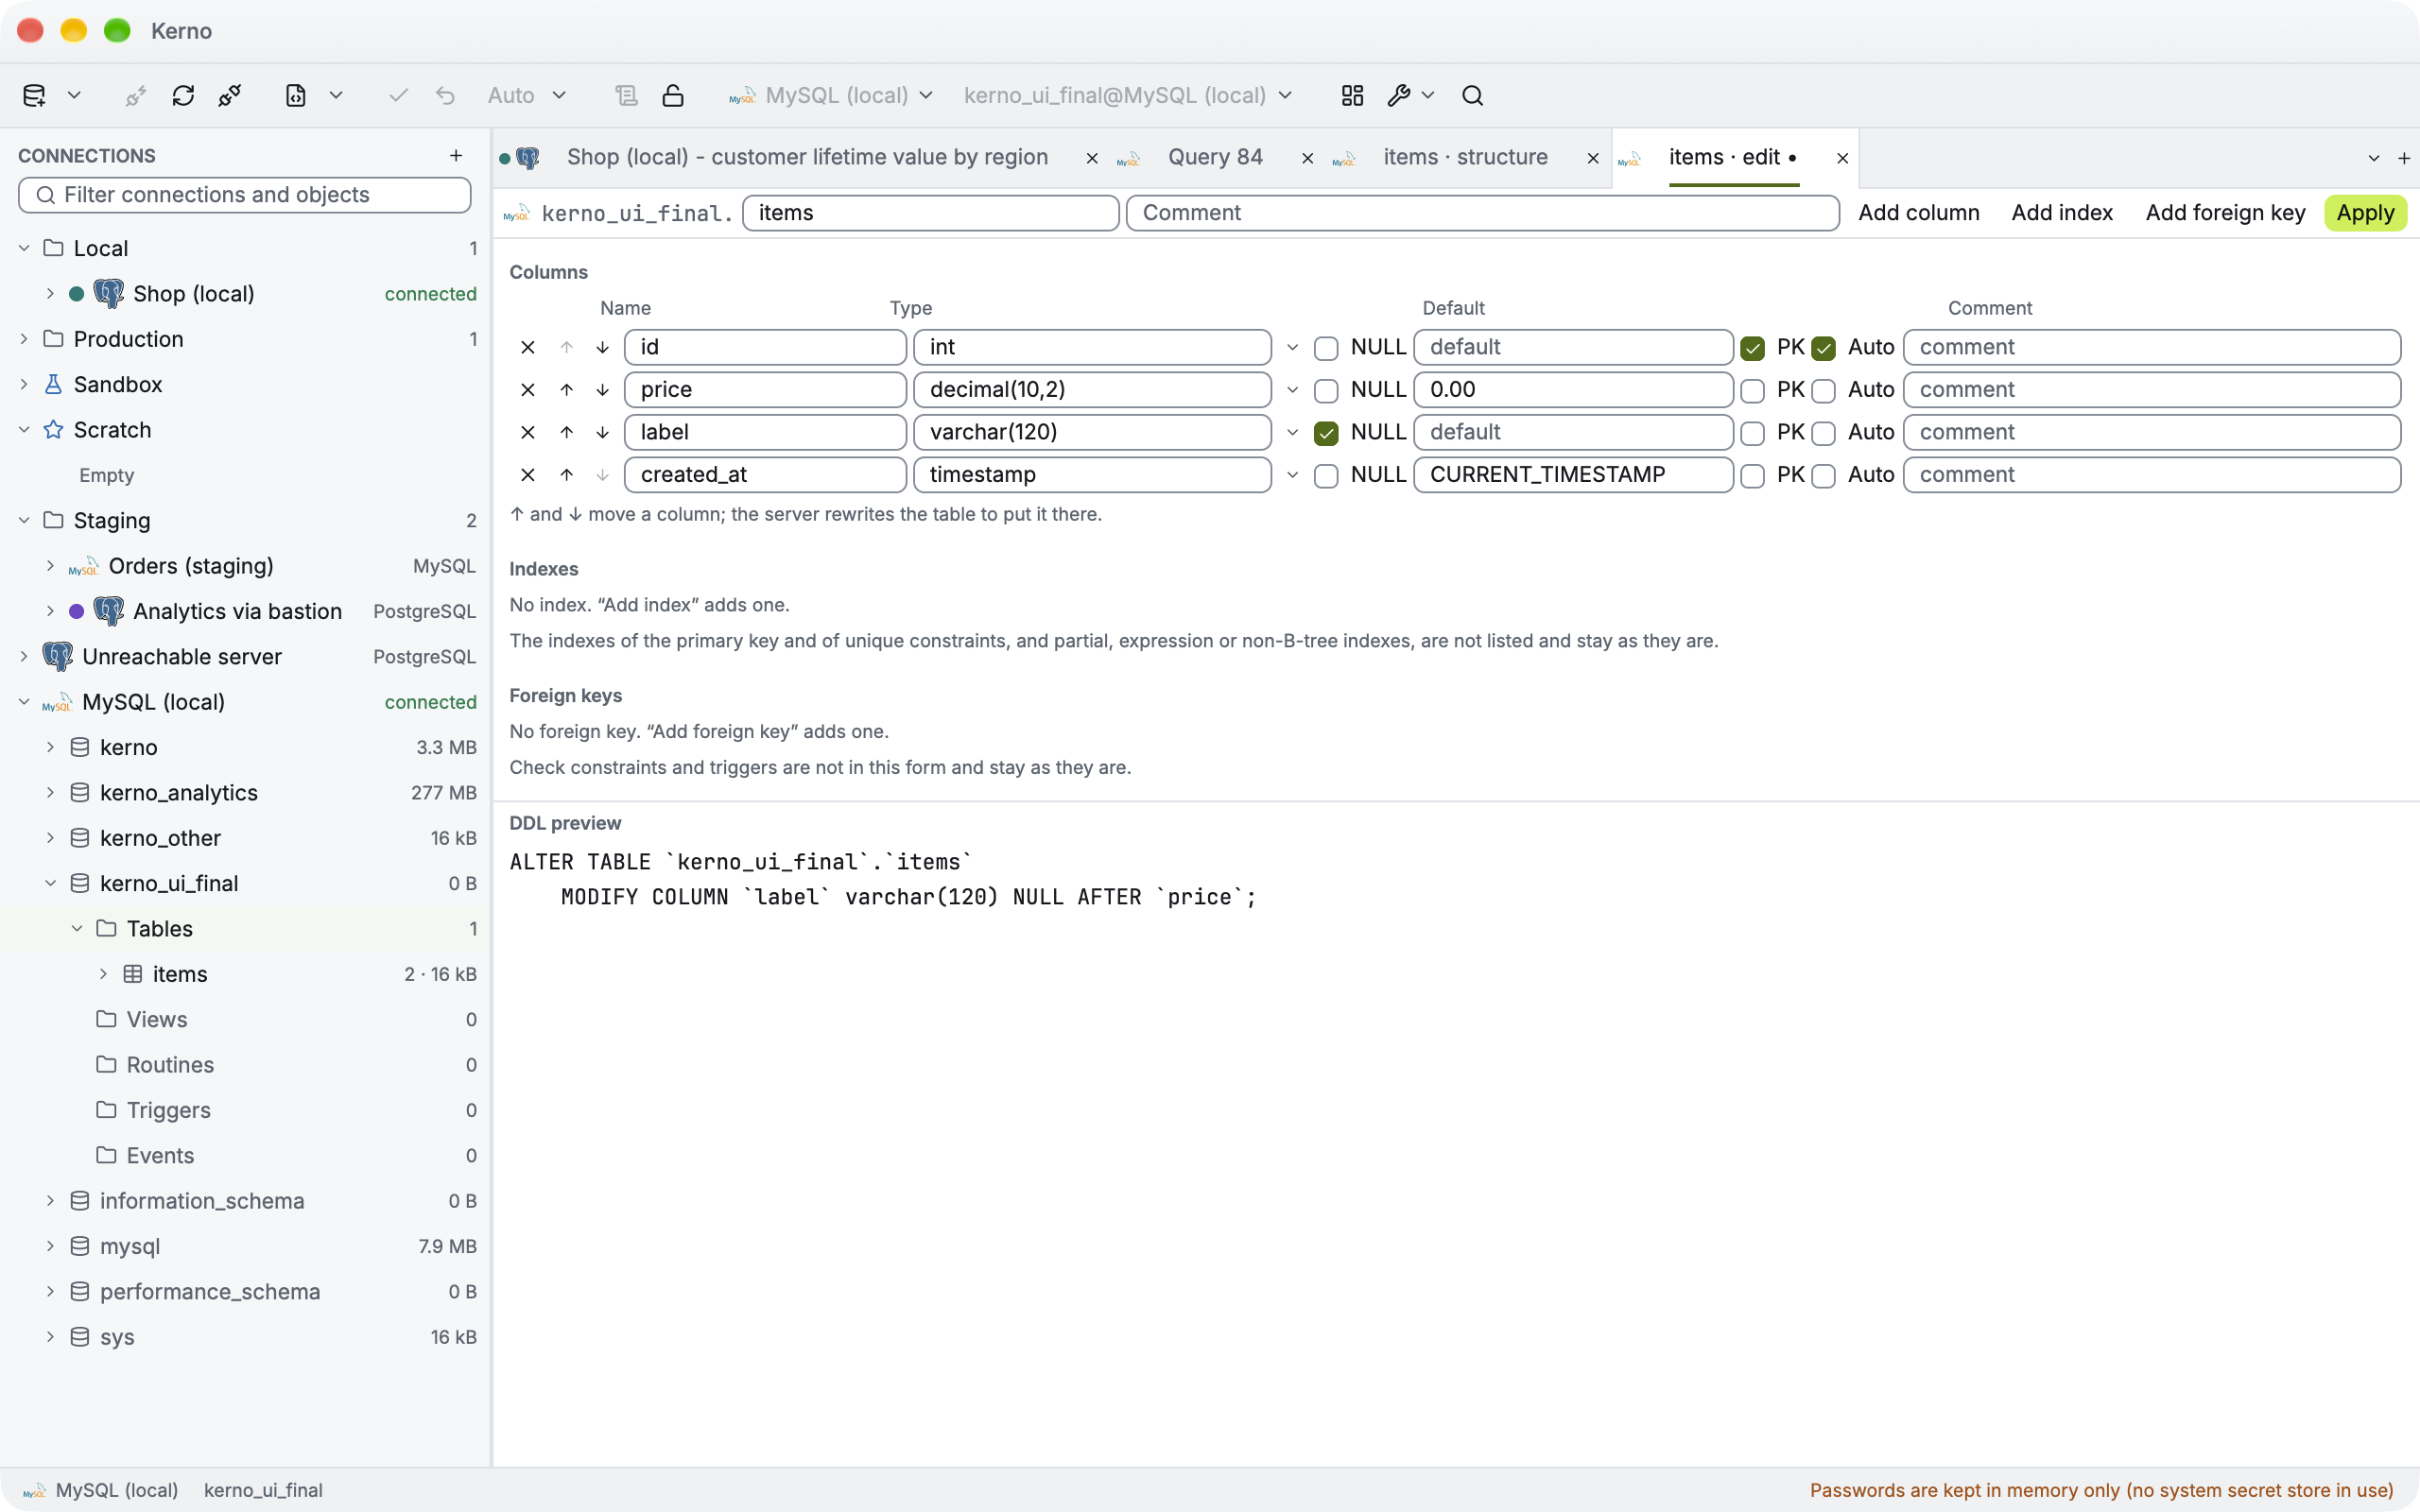 Kerno
Auto
MySQL (local)
kerno_ui_final@MySQL (local)
CONNECTIONS
Filter connections and objects
Local 1
Shop (local) connected
Production 1
Sandbox
Scratch
Empty
Staging 2
Orders (staging) MySQL
Analytics via bastion PostgreSQL
Unreachable server PostgreSQL
MySQL (local) connected
kerno 3.3 MB
kerno_analytics 277 MB
kerno_other 16 kB
kerno_ui_final 0 B
Tables 1
items 2 · 16 kB
Views 0
Routines 0
Triggers 0
Events 0
information_schema 0 B
mysql 7.9 MB
performance_schema 0 B
sys 16 kB
Shop (local) - customer lifetime value by region
Query 84
items · structure
items · edit •
kerno_ui_final. items Comment Add column Add index Add foreign key Apply
Columns
Name Type Default Comment
id int NULL default PK Auto comment
price decimal(10,2) NULL 0.00 PK Auto comment
label varchar(120) NULL default PK Auto comment
created_at timestamp NULL CURRENT_TIMESTAMP PK Auto comment
↑ and ↓ move a column; the server rewrites the table to put it there.
Indexes
No index. “Add index” adds one.
The indexes of the primary key and of unique constraints, and partial, expression or non-B-tree indexes, are not listed and stay as they are.
Foreign keys
No foreign key. “Add foreign key” adds one.
Check constraints and triggers are not in this form and stay as they are.
DDL preview
ALTER TABLE `kerno_ui_final`.`items`
MODIFY COLUMN `label` varchar(120) NULL AFTER `price`;
MySQL (local) kerno_ui_final
Passwords are kept in memory only (no system secret store in use)